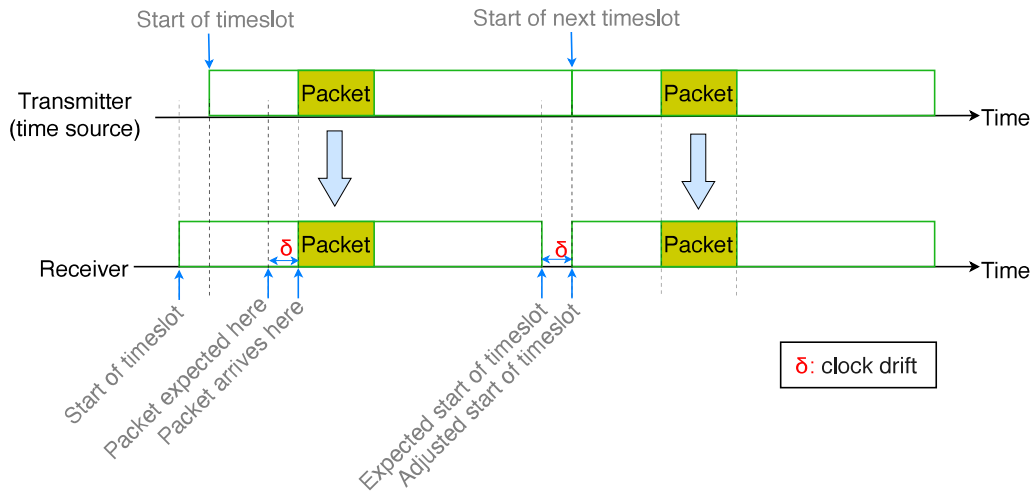 Start of timeslot
Start of next timeslot
Transmitter
(time source)
Packet
Packet
Time
Receiver
δ
Packet
δ
Packet
Time
Start of timeslot
Packet expected here
Packet arrives here
Expected start of timeslot
Adjusted start of timeslot
δ: clock drift